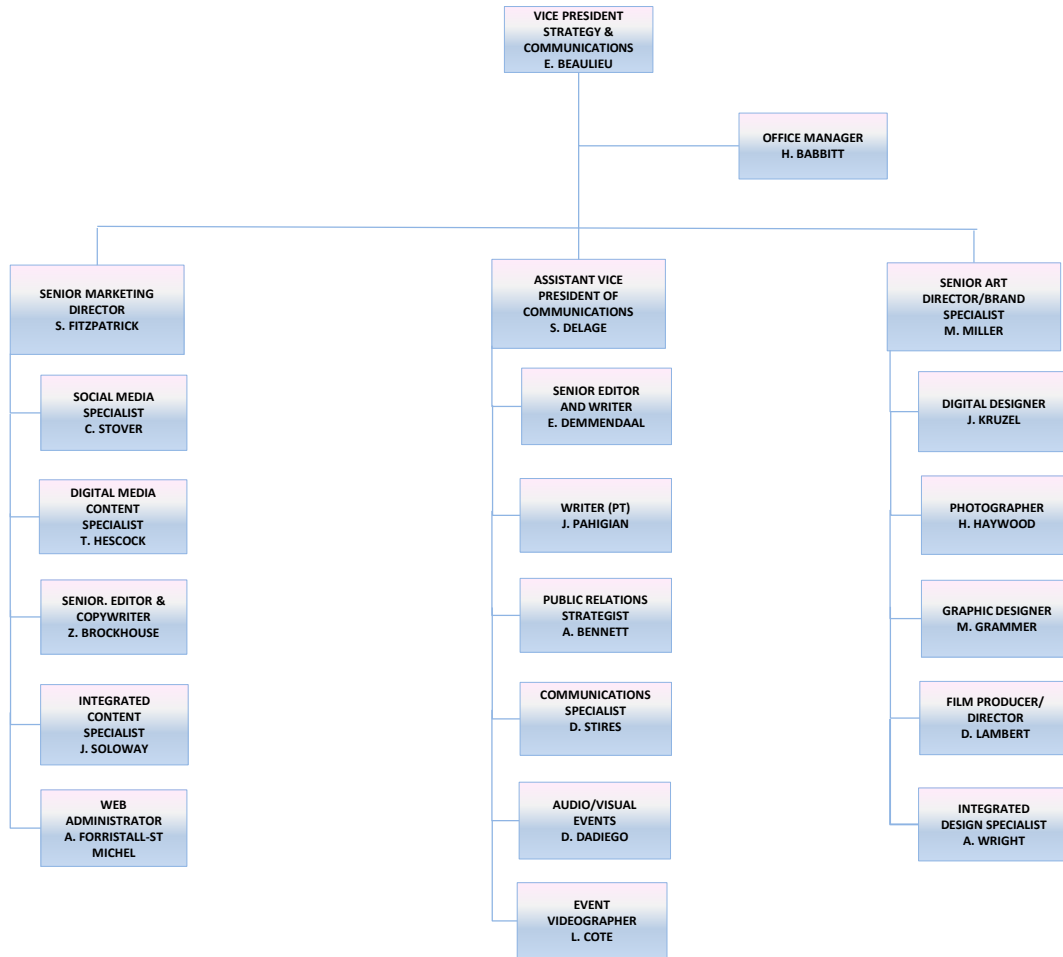 VICE PRESIDENT
STRATEGY &
COMMUNICATIONS
E. BEAULIEU
OFFICE MANAGER
H. BABBITT
SENIOR MARKETING
DIRECTOR
S. FITZPATRICK
SOCIAL MEDIA
SPECIALIST
C. STOVER
DIGITAL MEDIA
CONTENT
SPECIALIST
T. HESCOCK
SENIOR. EDITOR &
COPYWRITER
Z. BROCKHOUSE
INTEGRATED
CONTENT
SPECIALIST
J. SOLOWAY
WEB
ADMINISTRATOR
A. FORRISTALL-ST
MICHEL
ASSISTANT VICE
PRESIDENT OF
COMMUNICATIONS
S. DELAGE
SENIOR EDITOR
AND WRITER
E. DEMMENDAAL
WRITER (PT)
J. PAHIGIAN
PUBLIC RELATIONS
STRATEGIST
A. BENNETT
COMMUNICATIONS
SPECIALIST
D. STIRES
AUDIO/VISUAL
EVENTS
D. DADIEGO
EVENT
VIDEOGRAPHER
L. COTE
SENIOR ART
DIRECTOR/BRAND
SPECIALIST
M. MILLER
DIGITAL DESIGNER
J. KRUZEL
PHOTOGRAPHER
H. HAYWOOD
GRAPHIC DESIGNER
M. GRAMMER
FILM PRODUCER/
DIRECTOR
D. LAMBERT
INTEGRATED
DESIGN SPECIALIST
A. WRIGHT